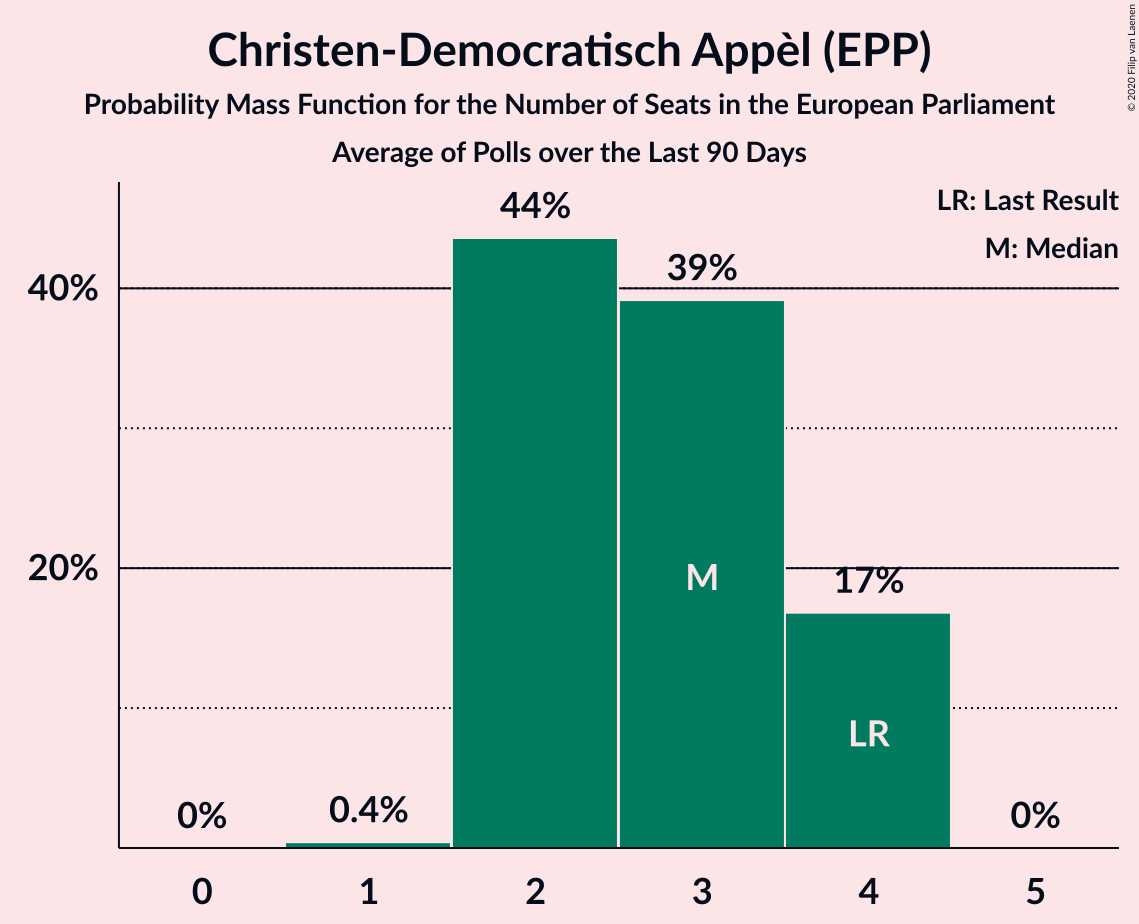 Christen-Democratisch Appèl (EPP)
Probability Mass Function for the Number of Seats in the European Parliament
Average of Polls over the Last 90 Days
© 2020 Filip van Laenen
LR: Last Result
M: Median
44%
39%
40%
20%
17%
M
LR
0%
0.4%
0%
0 1 2 3 4 5